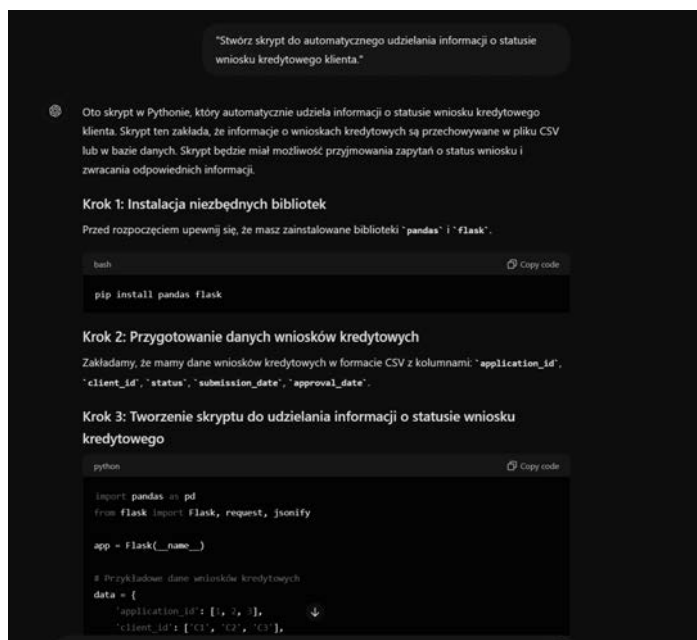 "Stwórz skrypt do automatycznego udzielania informacji o statusie
wniosku kredytowego klienta."
Oto skrypt w Pythonie, który automatycznie udziela informacji o statusie wniosku kredytowego
klienta. Skrypt ten zakłada, że informacje o wnioskach kredytowych są przechowywane w pliku CSV
lub w bazie danych. Skrypt będzie miał możliwość przyjmowania zapytań o status wniosku i
zwracania odpowiednich informacji.
Krok 1: Instalacja niezbędnych bibliotek
Przed rozpoczęciem upewnij się, że masz zainstalowane biblioteki `pandas` i `flask`.
bash
Copy code
pip install pandas flask
Krok 2: Przygotowanie danych wniosków kredytowych
Zakładamy, że mamy dane wniosków kredytowych w formacie CSV z kolumnami: `application_id`,
`client_id`, `status`, `submission_date`, `approval_date`.
Krok 3: Tworzenie skryptu do udzielania informacji o statusie wniosku
kredytowego
python
Copy code
import pandas as pd
from flask import Flask, request, jsonify
app = Flask(__name__)
# Przykładowe dane wniosków kredytowych
data = {
'application_id': [1, 2, 3],
'client_id': ['C1', 'C2', 'C3'],